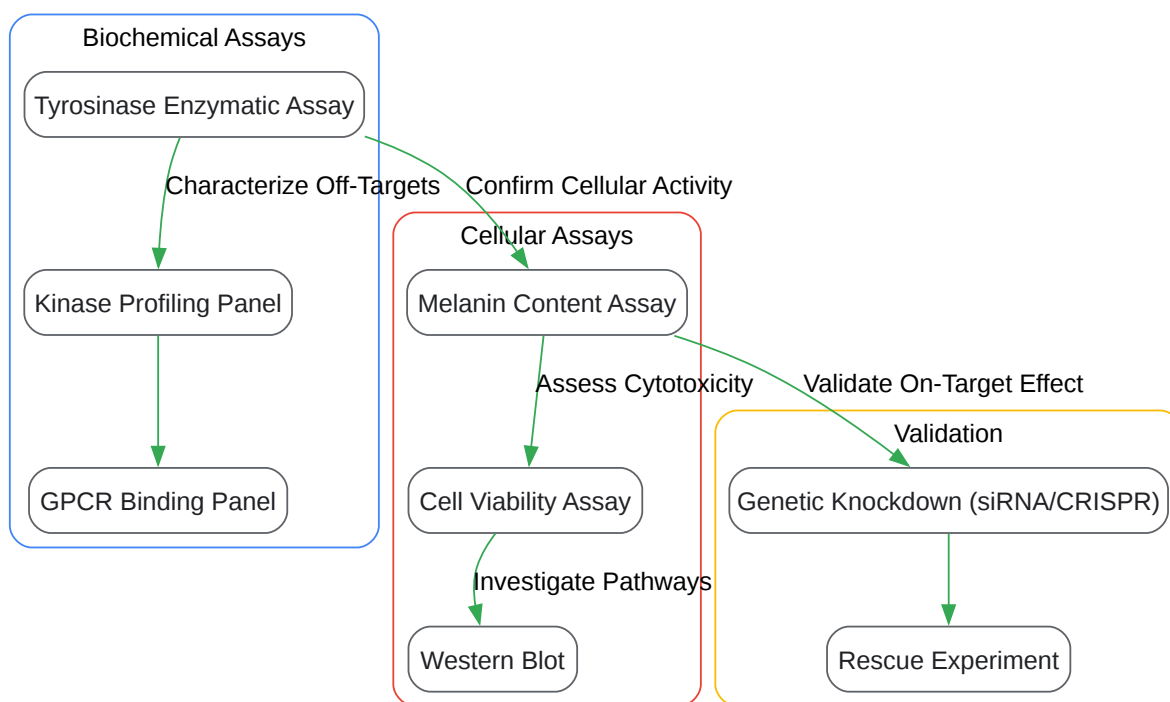 Biochemical Assays
Tyrosinase Enzymatic Assay
Characterize Off-Targets
Confirm Cellular Activity
Cellular Assays
Kinase Profiling Panel
Melanin Content Assay
Assess Cytotoxicity
Validate On-Target Effect
Validation
GPCR Binding Panel
Cell Viability Assay
Genetic Knockdown (siRNA/CRISPR)
Investigate Pathways
Western Blot
Rescue Experiment